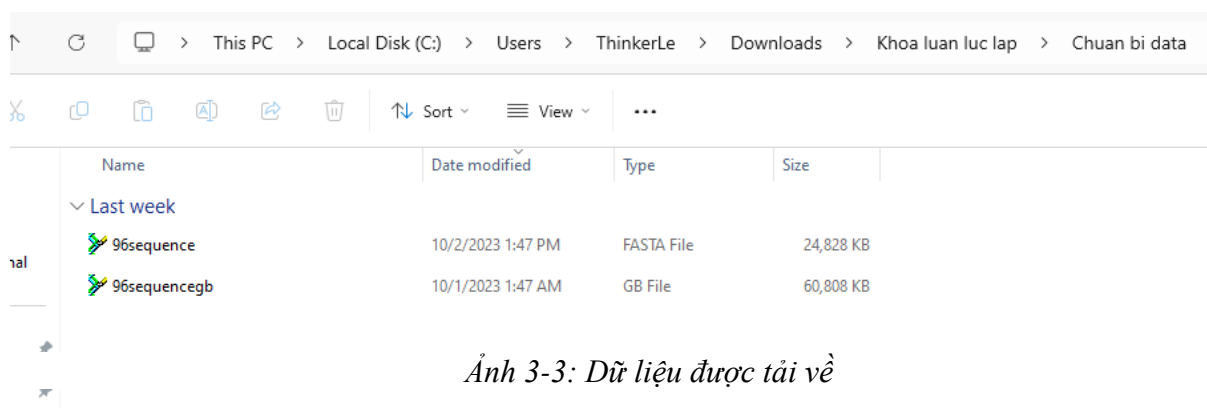 This PC > Local Disk (C:) > Users > ThinkerLe > Downloads > Khoa luan luc lap > Chuan bi data
Sort View ...
Name Date modified Type Size
Last week
96sequence 10/2/2023 1:47 PM FASTA File 24,828 KB
nal
96sequencegb 10/1/2023 1:47 AM GB File 60,808 KB
Ảnh 3-3: Dữ liệu được tải về